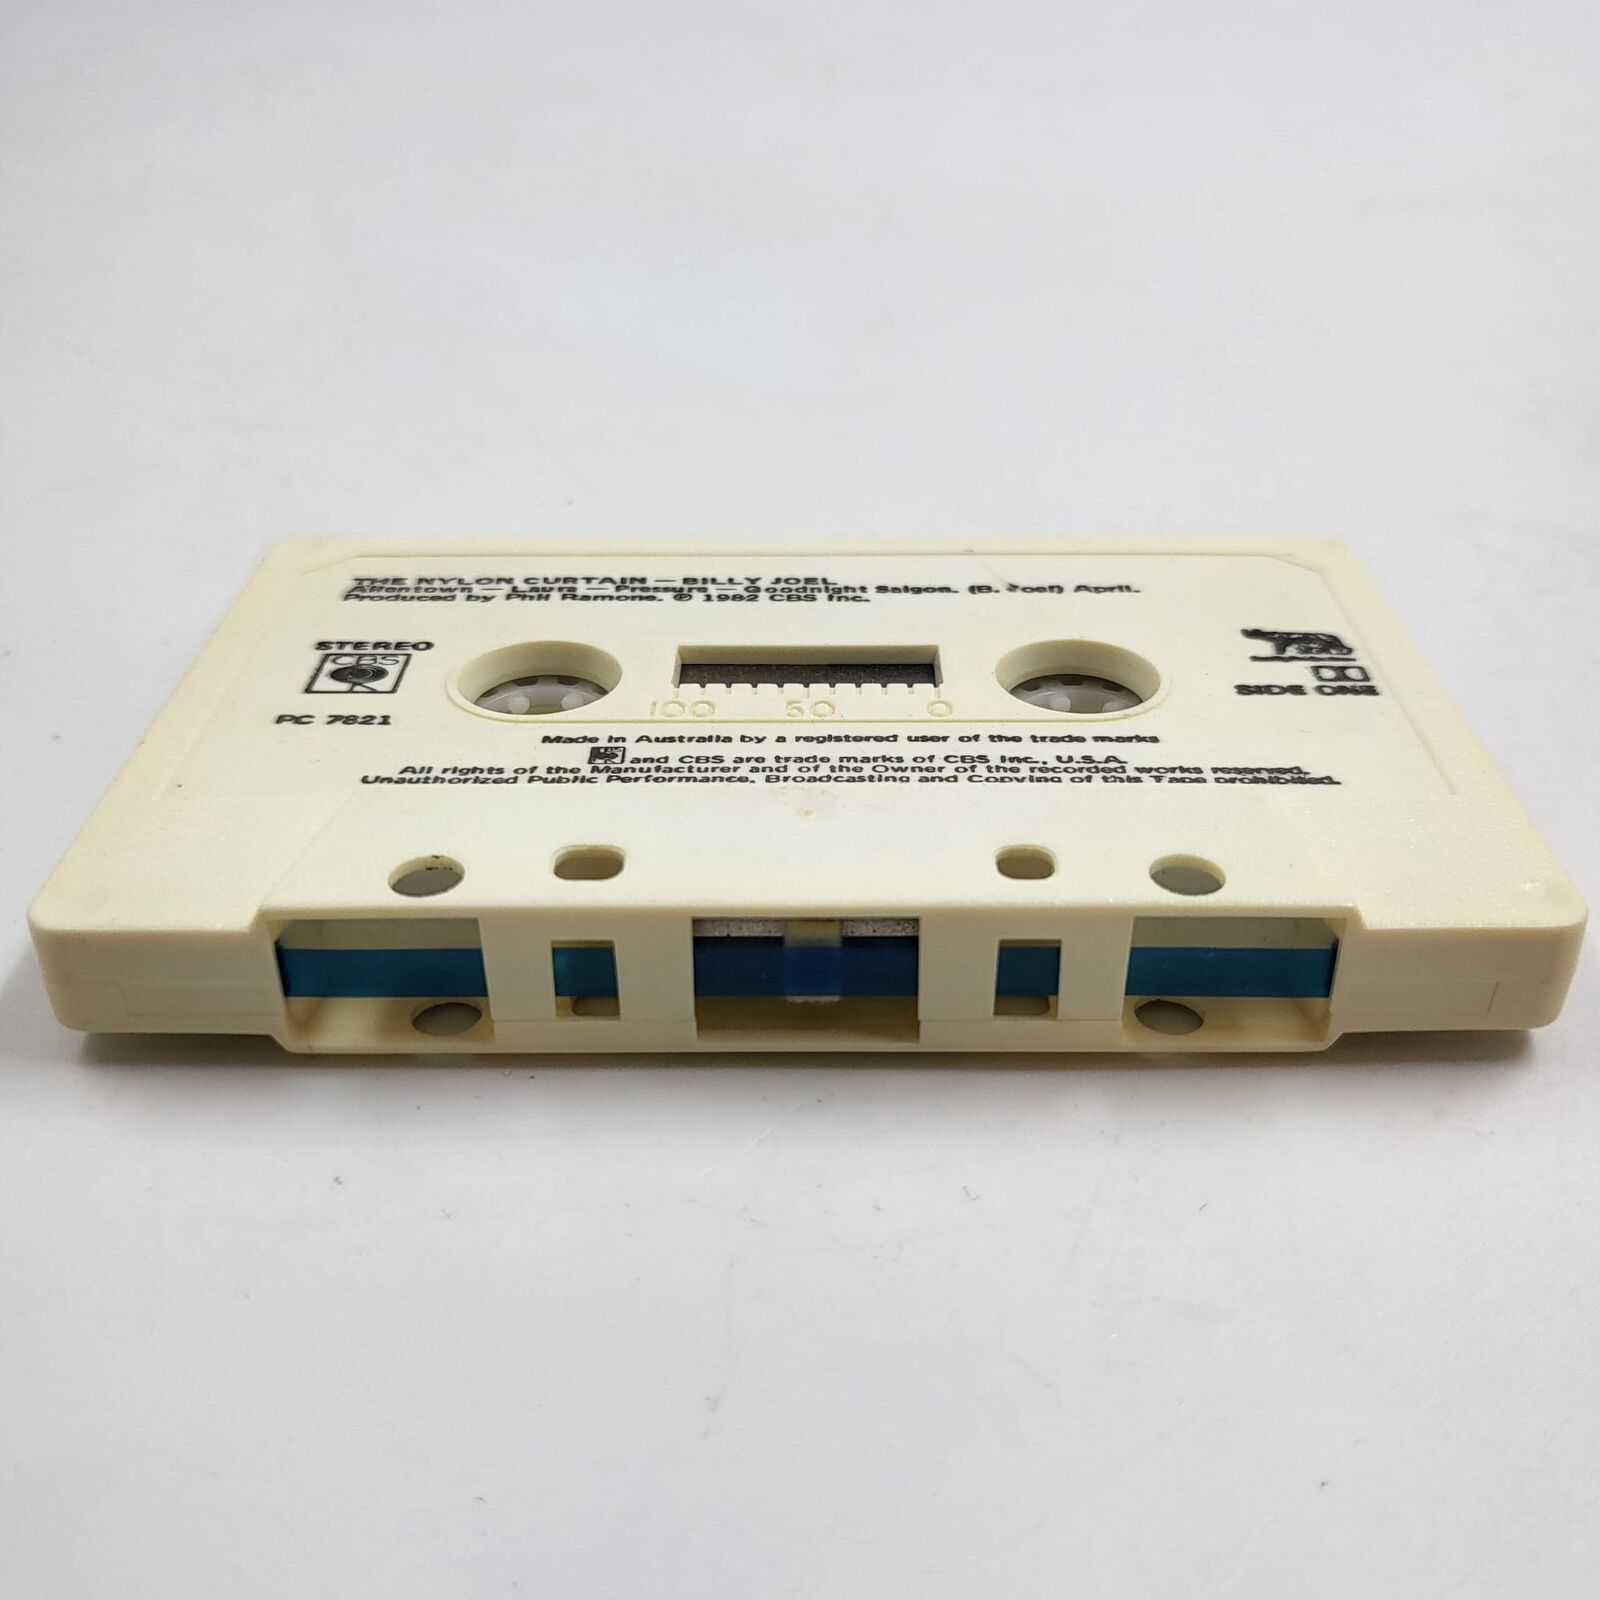 THE NYLON CURTAIN — BILLY JOEL
Allentown — Laura — Pressure — Goodnight Saigon. (B. Joel) April.
Produced by Phil Ramone. ℗ 1982 CBS Inc.
STEREO
CBS
PC 7821
SIDE ONE
100 50 0
Made in Australia by a registered user of the trade marks
and CBS are trade marks of CBS Inc., U.S.A.
All rights of the Manufacturer and of the Owner of the recorded works reserved.
Unauthorized Public Performance, Broadcasting and Copying of this Tape prohibited.